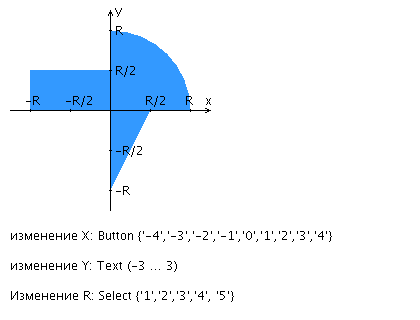 y
R
R/2
-R -R/2 R/2 R x
-R/2
-R
изменение X: Button {'-4','-3','-2','-1','0','1','2','3','4'}
изменение Y: Text (-3 ... 3)
Изменение R: Select {'1','2','3','4', '5'}